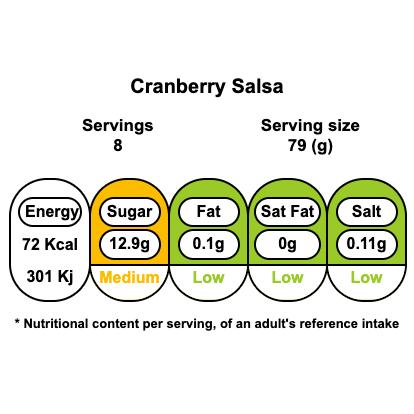 Cranberry Salsa
Servings Serving size
8 79 (g)
Energy Sugar Fat Sat Fat Salt
72 Kcal 12.9g 0.1g 0g 0.11g
301 Kj Medium Low Low Low
* Nutritional content per serving, of an adult's reference intake